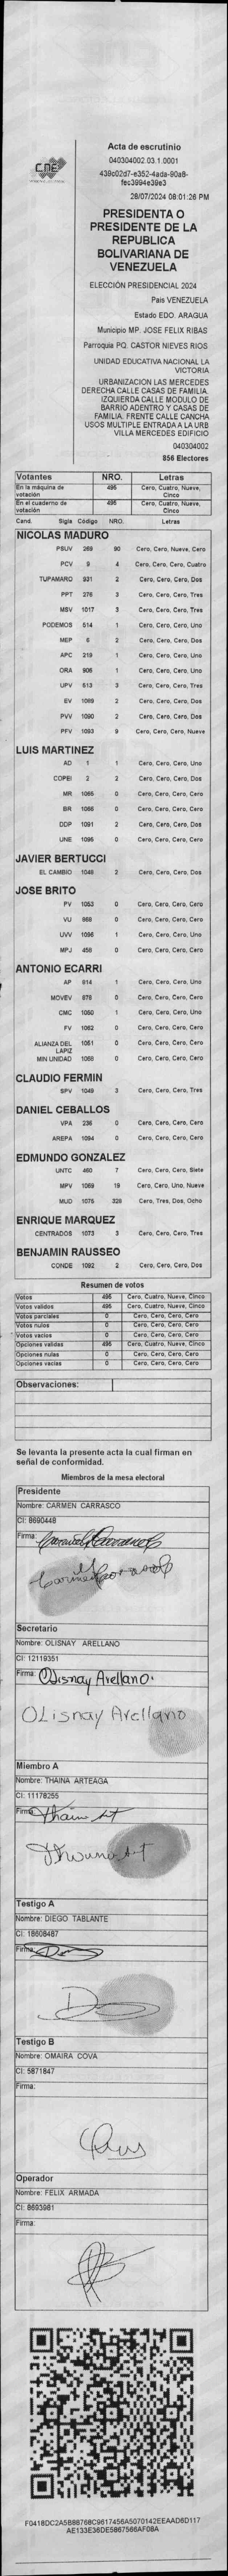 CNE
Acta de escrutinio
040304002.03.1.0001
439c02d7-e352-4ada-90a8-
fec3994e39e3
28/07/2024 08:01:26 PM
PRESIDENTA O
PRESIDENTE DE LA
REPUBLICA
BOLIVARIANA DE
VENEZUELA
ELECCIÓN PRESIDENCIAL 2024
Pais VENEZUELA
Estado EDO. ARAGUA
Municipio MP. JOSE FELIX RIBAS
Parroquia PQ. CASTOR NIEVES RIOS
UNIDAD EDUCATIVA NACIONAL LA
VICTORIA
URBANIZACION LAS MERCEDES
DERECHA CALLE CASAS DE FAMILIA.
IZQUIERDA CALLE MODULO DE
BARRIO ADENTRO Y CASAS DE
FAMILIA. FRENTE CALLE CANCHA
USOS MULTIPLE ENTRADA A LA URB
VILLA MERCEDES EDIFICIO
040304002
856 Electores
Votantes NRO. Letras
En la máquina de votación 495 Cero, Cuatro, Nueve, Cinco
En el cuaderno de votación 495 Cero, Cuatro, Nueve, Cinco
Cand. Sigla Código NRO. Letras
NICOLAS MADURO
PSUV 269 90 Cero, Cero, Nueve, Cero
PCV 9 4 Cero, Cero, Cero, Cuatro
TUPAMARO 931 2 Cero, Cero, Cero, Dos
PPT 276 3 Cero, Cero, Cero, Tres
MSV 1017 3 Cero, Cero, Cero, Tres
PODEMOS 514 1 Cero, Cero, Cero, Uno
MEP 6 2 Cero, Cero, Cero, Dos
APC 219 1 Cero, Cero, Cero, Uno
ORA 906 1 Cero, Cero, Cero, Uno
UPV 513 3 Cero, Cero, Cero, Tres
EV 1089 2 Cero, Cero, Cero, Dos
PVV 1090 2 Cero, Cero, Cero, Dos
PFV 1093 9 Cero, Cero, Cero, Nueve
LUIS MARTINEZ
AD 1 1 Cero, Cero, Cero, Uno
COPEI 2 2 Cero, Cero, Cero, Dos
MR 1065 0 Cero, Cero, Cero, Cero
BR 1066 0 Cero, Cero, Cero, Cero
DDP 1091 2 Cero, Cero, Cero, Dos
UNE 1095 0 Cero, Cero, Cero, Cero
JAVIER BERTUCCI
EL CAMBIO 1048 2 Cero, Cero, Cero, Dos
JOSE BRITO
PV 1053 0 Cero, Cero, Cero, Cero
VU 868 0 Cero, Cero, Cero, Cero
UVV 1096 1 Cero, Cero, Cero, Uno
MPJ 458 0 Cero, Cero, Cero, Cero
ANTONIO ECARRI
AP 814 1 Cero, Cero, Cero, Uno
MOVEV 878 0 Cero, Cero, Cero, Cero
CMC 1050 1 Cero, Cero, Cero, Uno
FV 1062 0 Cero, Cero, Cero, Cero
ALIANZA DEL LAPIZ 1051 0 Cero, Cero, Cero, Cero
MIN UNIDAD 1068 0 Cero, Cero, Cero, Cero
CLAUDIO FERMIN
SPV 1049 3 Cero, Cero, Cero, Tres
DANIEL CEBALLOS
VPA 236 0 Cero, Cero, Cero, Cero
AREPA 1094 0 Cero, Cero, Cero, Cero
EDMUNDO GONZALEZ
UNTC 460 7 Cero, Cero, Cero, Siete
MPV 1069 19 Cero, Cero, Uno, Nueve
MUD 1075 328 Cero, Tres, Dos, Ocho
ENRIQUE MARQUEZ
CENTRADOS 1073 3 Cero, Cero, Cero, Tres
BENJAMIN RAUSSEO
CONDE 1092 2 Cero, Cero, Cero, Dos
Resumen de votos
Votos 495 Cero, Cuatro, Nueve, Cinco
Votos validos 495 Cero, Cuatro, Nueve, Cinco
Votos parciales 0 Cero, Cero, Cero, Cero
Votos nulos 0 Cero, Cero, Cero, Cero
Votos vacios 0 Cero, Cero, Cero, Cero
Opciones validas 495 Cero, Cuatro, Nueve, Cinco
Opciones nulas 0 Cero, Cero, Cero, Cero
Opciones vacias 0 Cero, Cero, Cero, Cero
Observaciones:
Se levanta la presente acta la cual firman en
señal de conformidad.
Miembros de la mesa electoral
Presidente
Nombre: CARMEN CARRASCO
CI: 8690448
Firma:
Secretario
Nombre: OLISNAY ARELLANO
CI: 12119351
Firma: Olisnay Arellano.
OLisnay Arellano
Miembro A
Nombre: THAINA ARTEAGA
CI: 11178255
Firma:
Testigo A
Nombre: DIEGO TABLANTE
CI: 18608487
Firma:
Testigo B
Nombre: OMAIRA COVA
CI: 5871847
Firma:
Operador
Nombre: FELIX ARMADA
CI: 8693981
Firma:
F0418DC2A5B88768C9617456A5070142EEAAD6D117
AE133E36DE5867566AF0BA